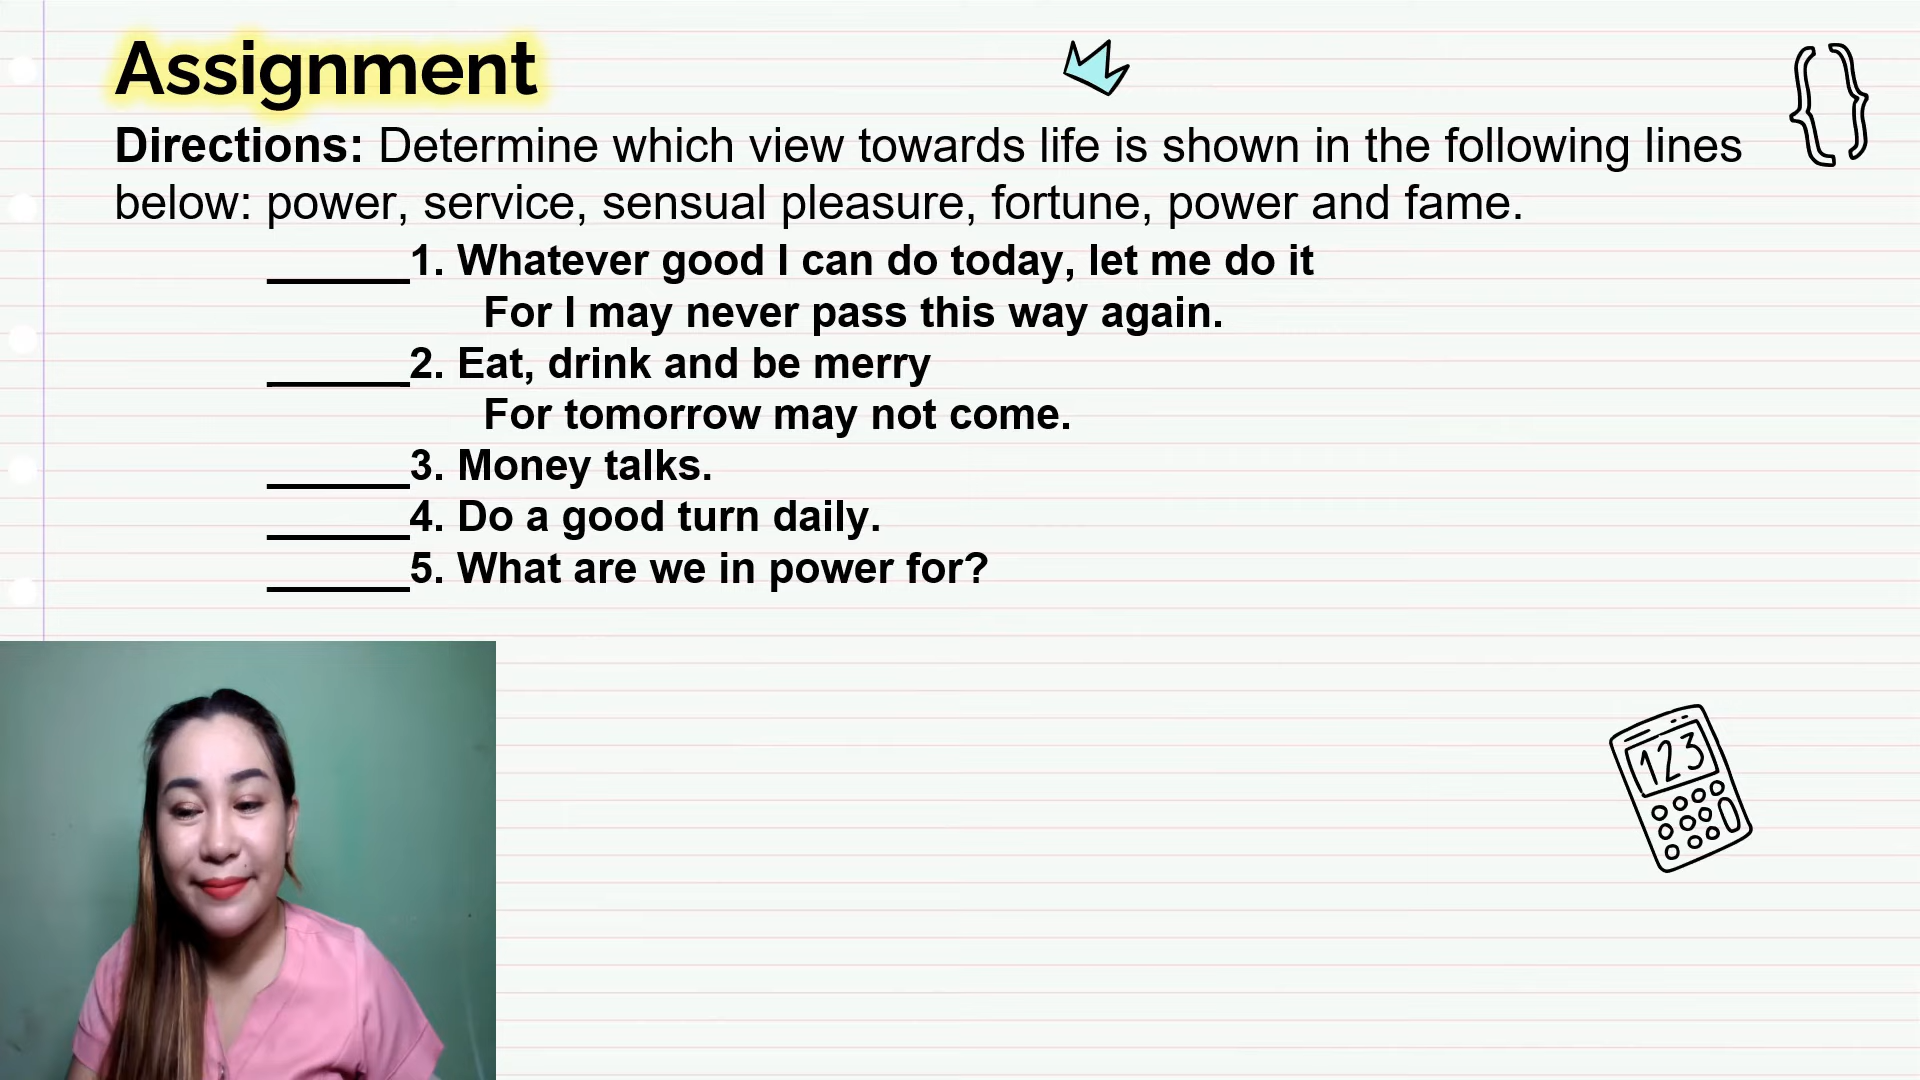 Assignment
Directions: Determine which view towards life is shown in the following lines
below: power, service, sensual pleasure, fortune, power and fame.
______1. Whatever good I can do today, let me do it
For I may never pass this way again.
______2. Eat, drink and be merry
For tomorrow may not come.
______3. Money talks.
______4. Do a good turn daily.
______5. What are we in power for?
123